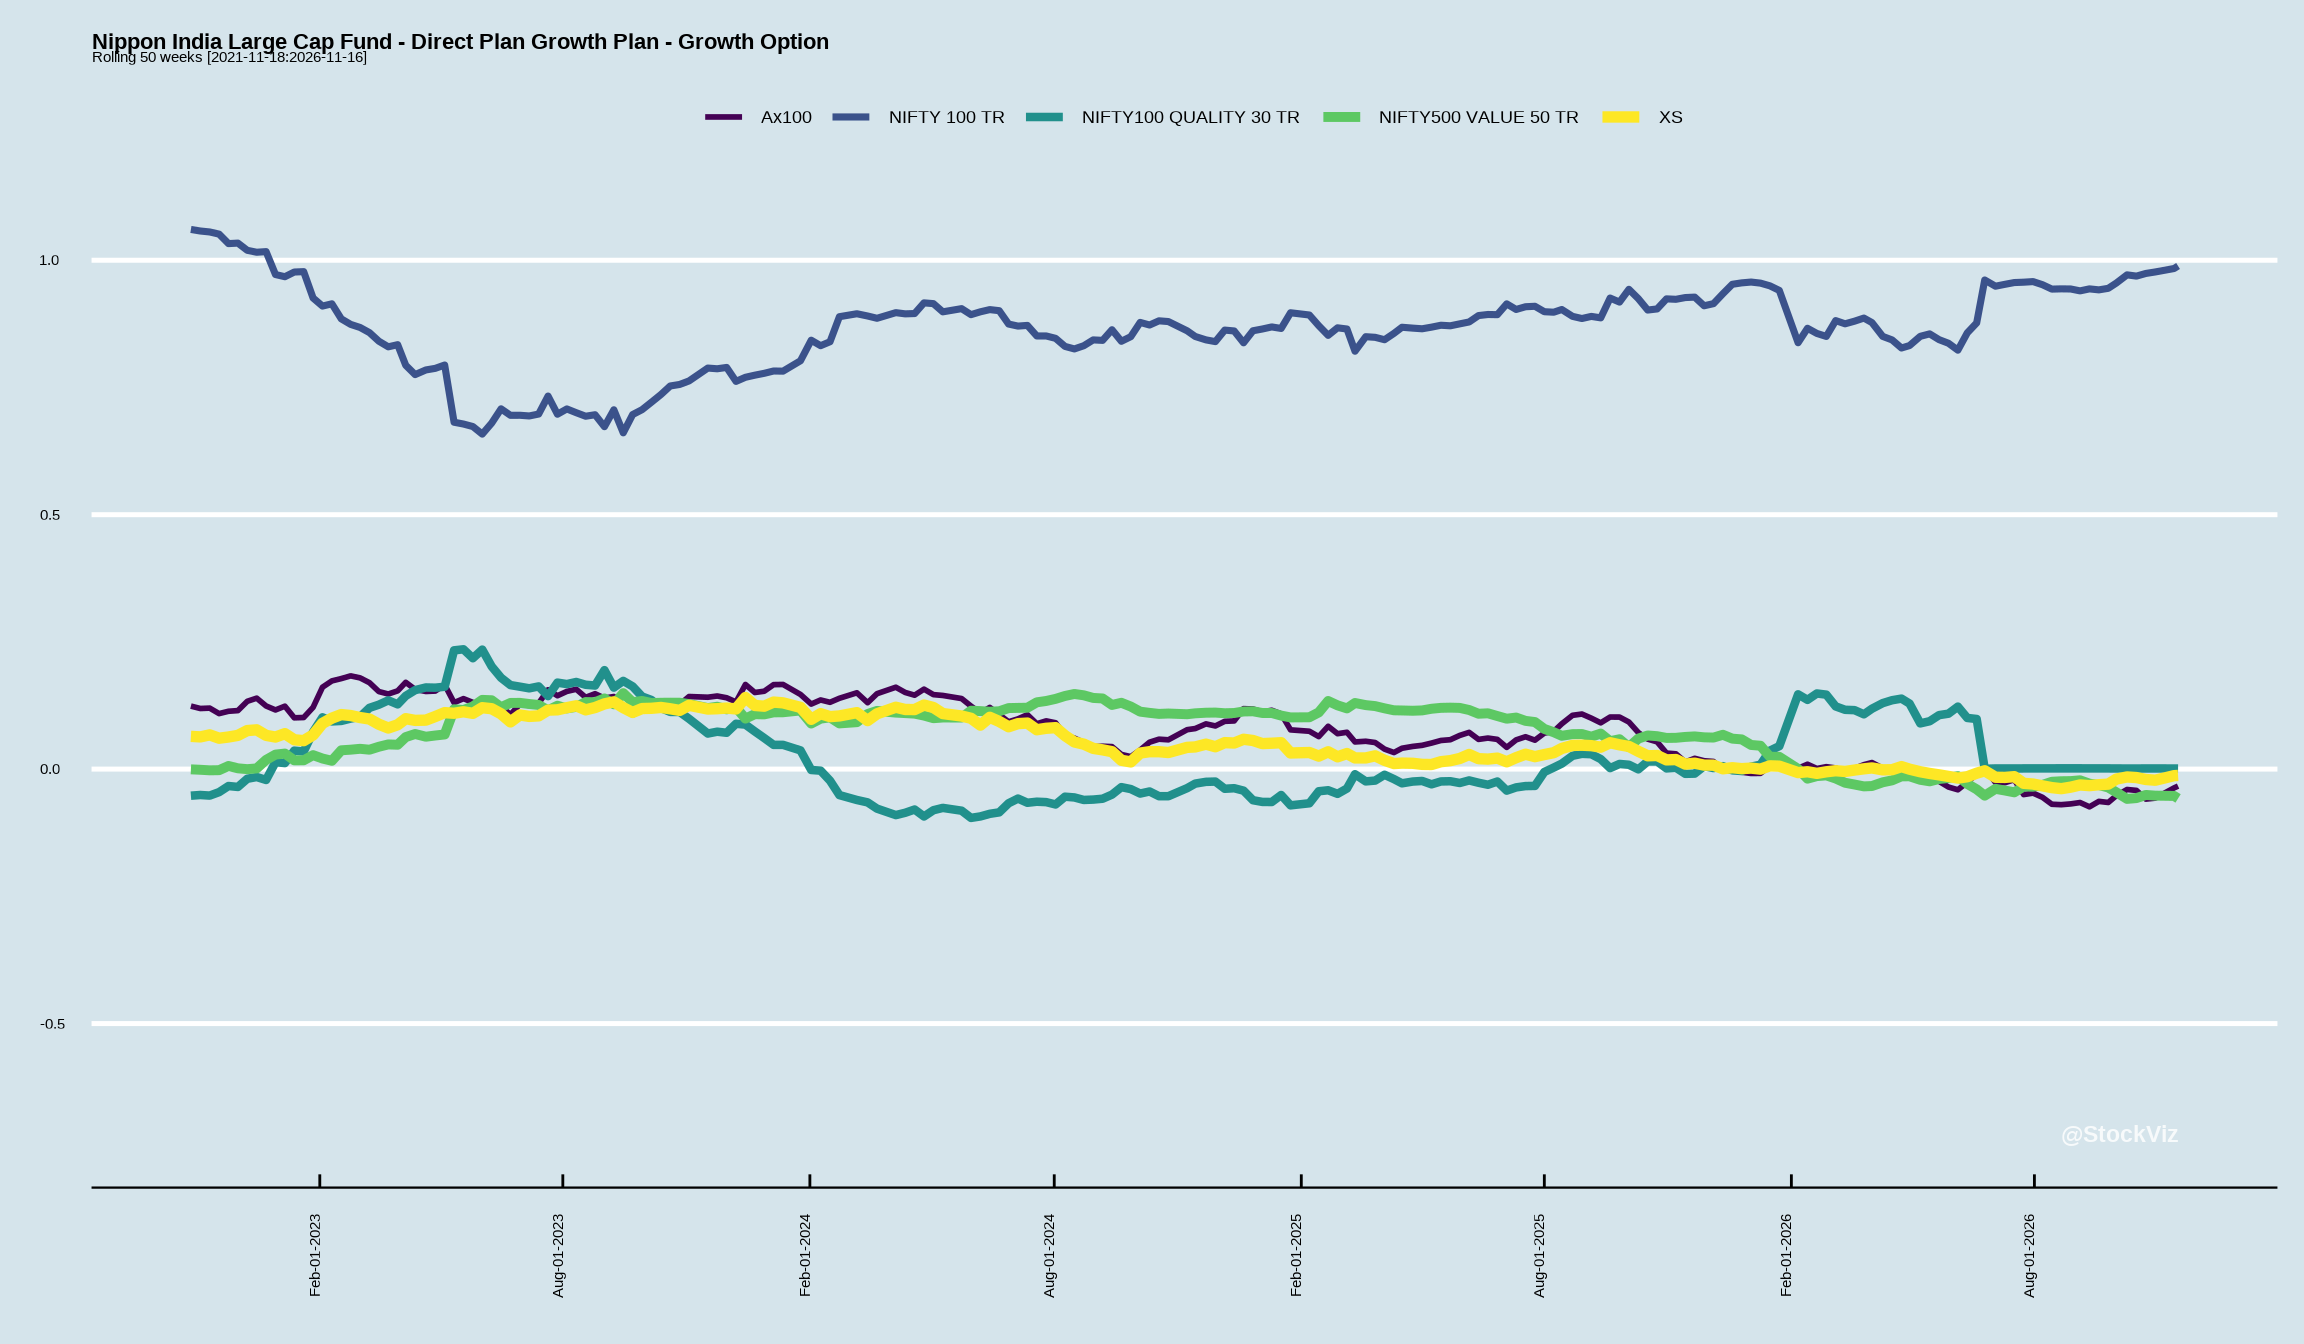 Nippon India Large Cap Fund - Direct Plan Growth Plan - Growth Option
Rolling 50 weeks [2021-11-18:2026-11-16]
Ax100 NIFTY 100 TR NIFTY100 QUALITY 30 TR NIFTY500 VALUE 50 TR XS
1.0
0.5
0.0
-0.5
@StockViz
Feb-01-2023
Aug-01-2023
Feb-01-2024
Aug-01-2024
Feb-01-2025
Aug-01-2025
Feb-01-2026
Aug-01-2026